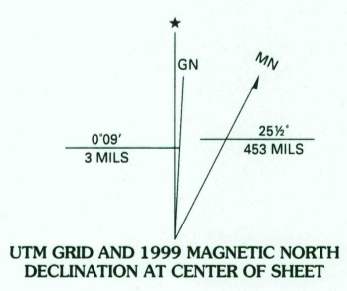 ★
GN
MN
0°09′
3 MILS
25½°
453 MILS
UTM GRID AND 1999 MAGNETIC NORTH
DECLINATION AT CENTER OF SHEET